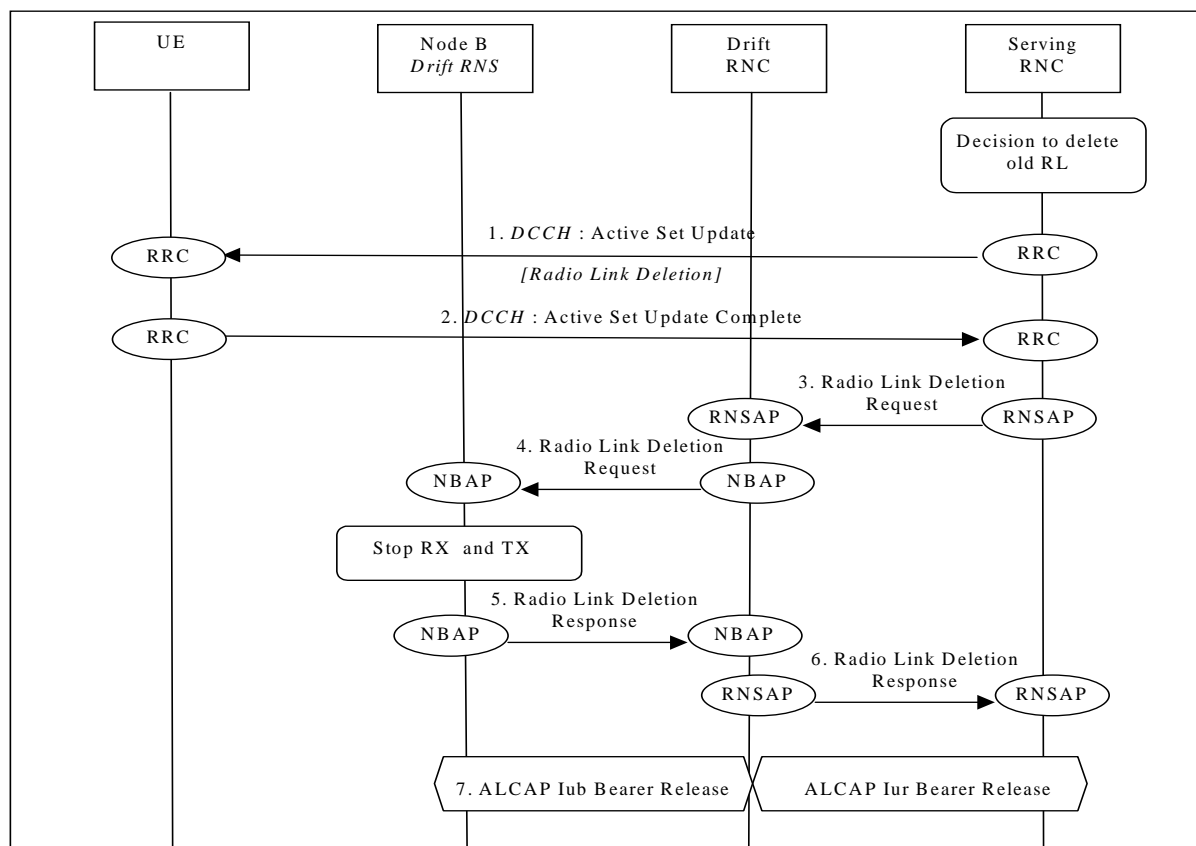 UE
Node B
Drift RNS
Drift
RNC
Serving
RNC
Decision to delete
old RL
1. DCCH : Active Set Update
RRC
RRC
[Radio Link Deletion]
2. DCCH : Active Set Update Complete
RRC
RRC
3. Radio Link Deletion
Request
RNSAP
RNSAP
4. Radio Link Deletion
Request
NBAP
NBAP
Stop RX and TX
5. Radio Link Deletion
Response
NBAP
NBAP
6. Radio Link Deletion
Response
RNSAP
RNSAP
7. ALCAP Iub Bearer Release
ALCAP Iur Bearer Release